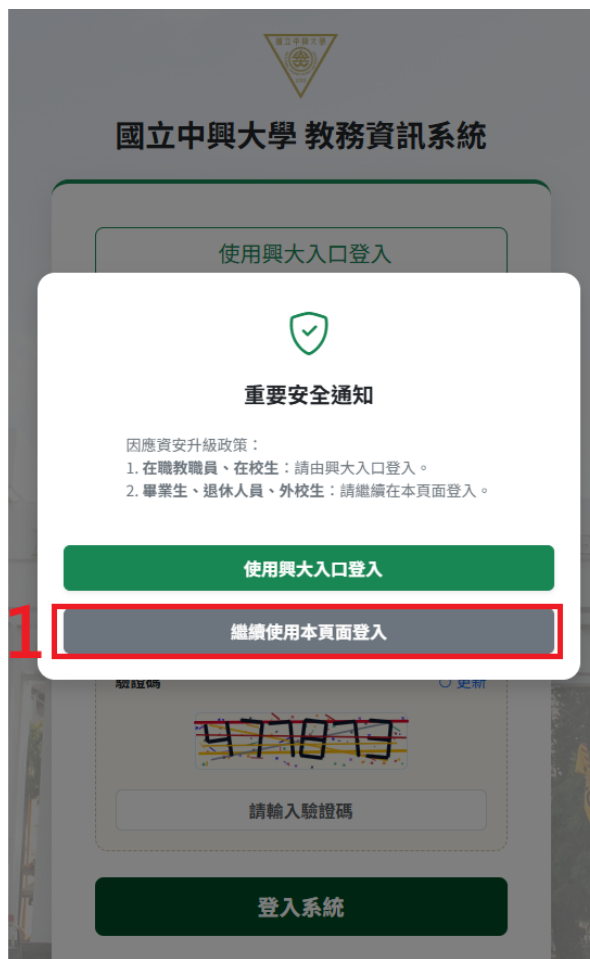 國立中興大學
國立中興大學 教務資訊系統
使用興大入口登入
重要安全通知
因應資安升級政策：
1. 在職教職員、在校生：請由興大入口登入。
2. 畢業生、退休人員、外校生：請繼續在本頁面登入。
使用興大入口登入
1
繼續使用本頁面登入
驗證碼
更新
477873
請輸入驗證碼
登入系統